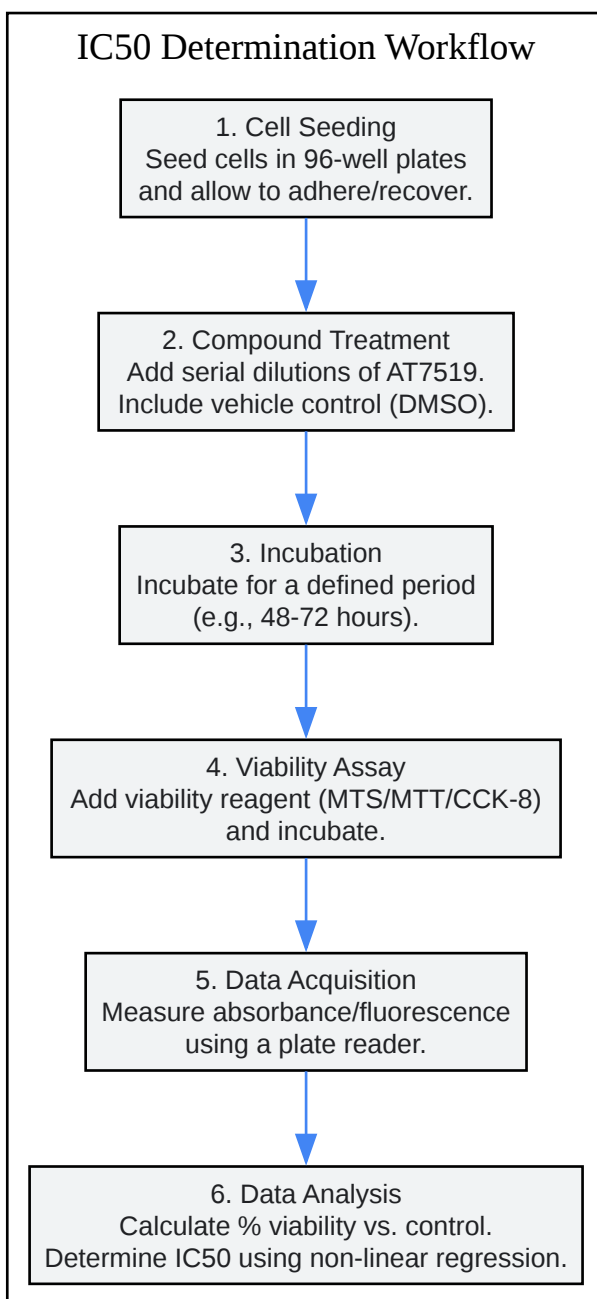 IC50 Determination Workflow
1. Cell Seeding
Seed cells in 96-well plates
and allow to adhere/recover.
2. Compound Treatment
Add serial dilutions of AT7519.
Include vehicle control (DMSO).
3. Incubation
Incubate for a defined period
(e.g., 48-72 hours).
4. Viability Assay
Add viability reagent (MTS/MTT/CCK-8)
and incubate.
5. Data Acquisition
Measure absorbance/fluorescence
using a plate reader.
6. Data Analysis
Calculate % viability vs. control.
Determine IC50 using non-linear regression.